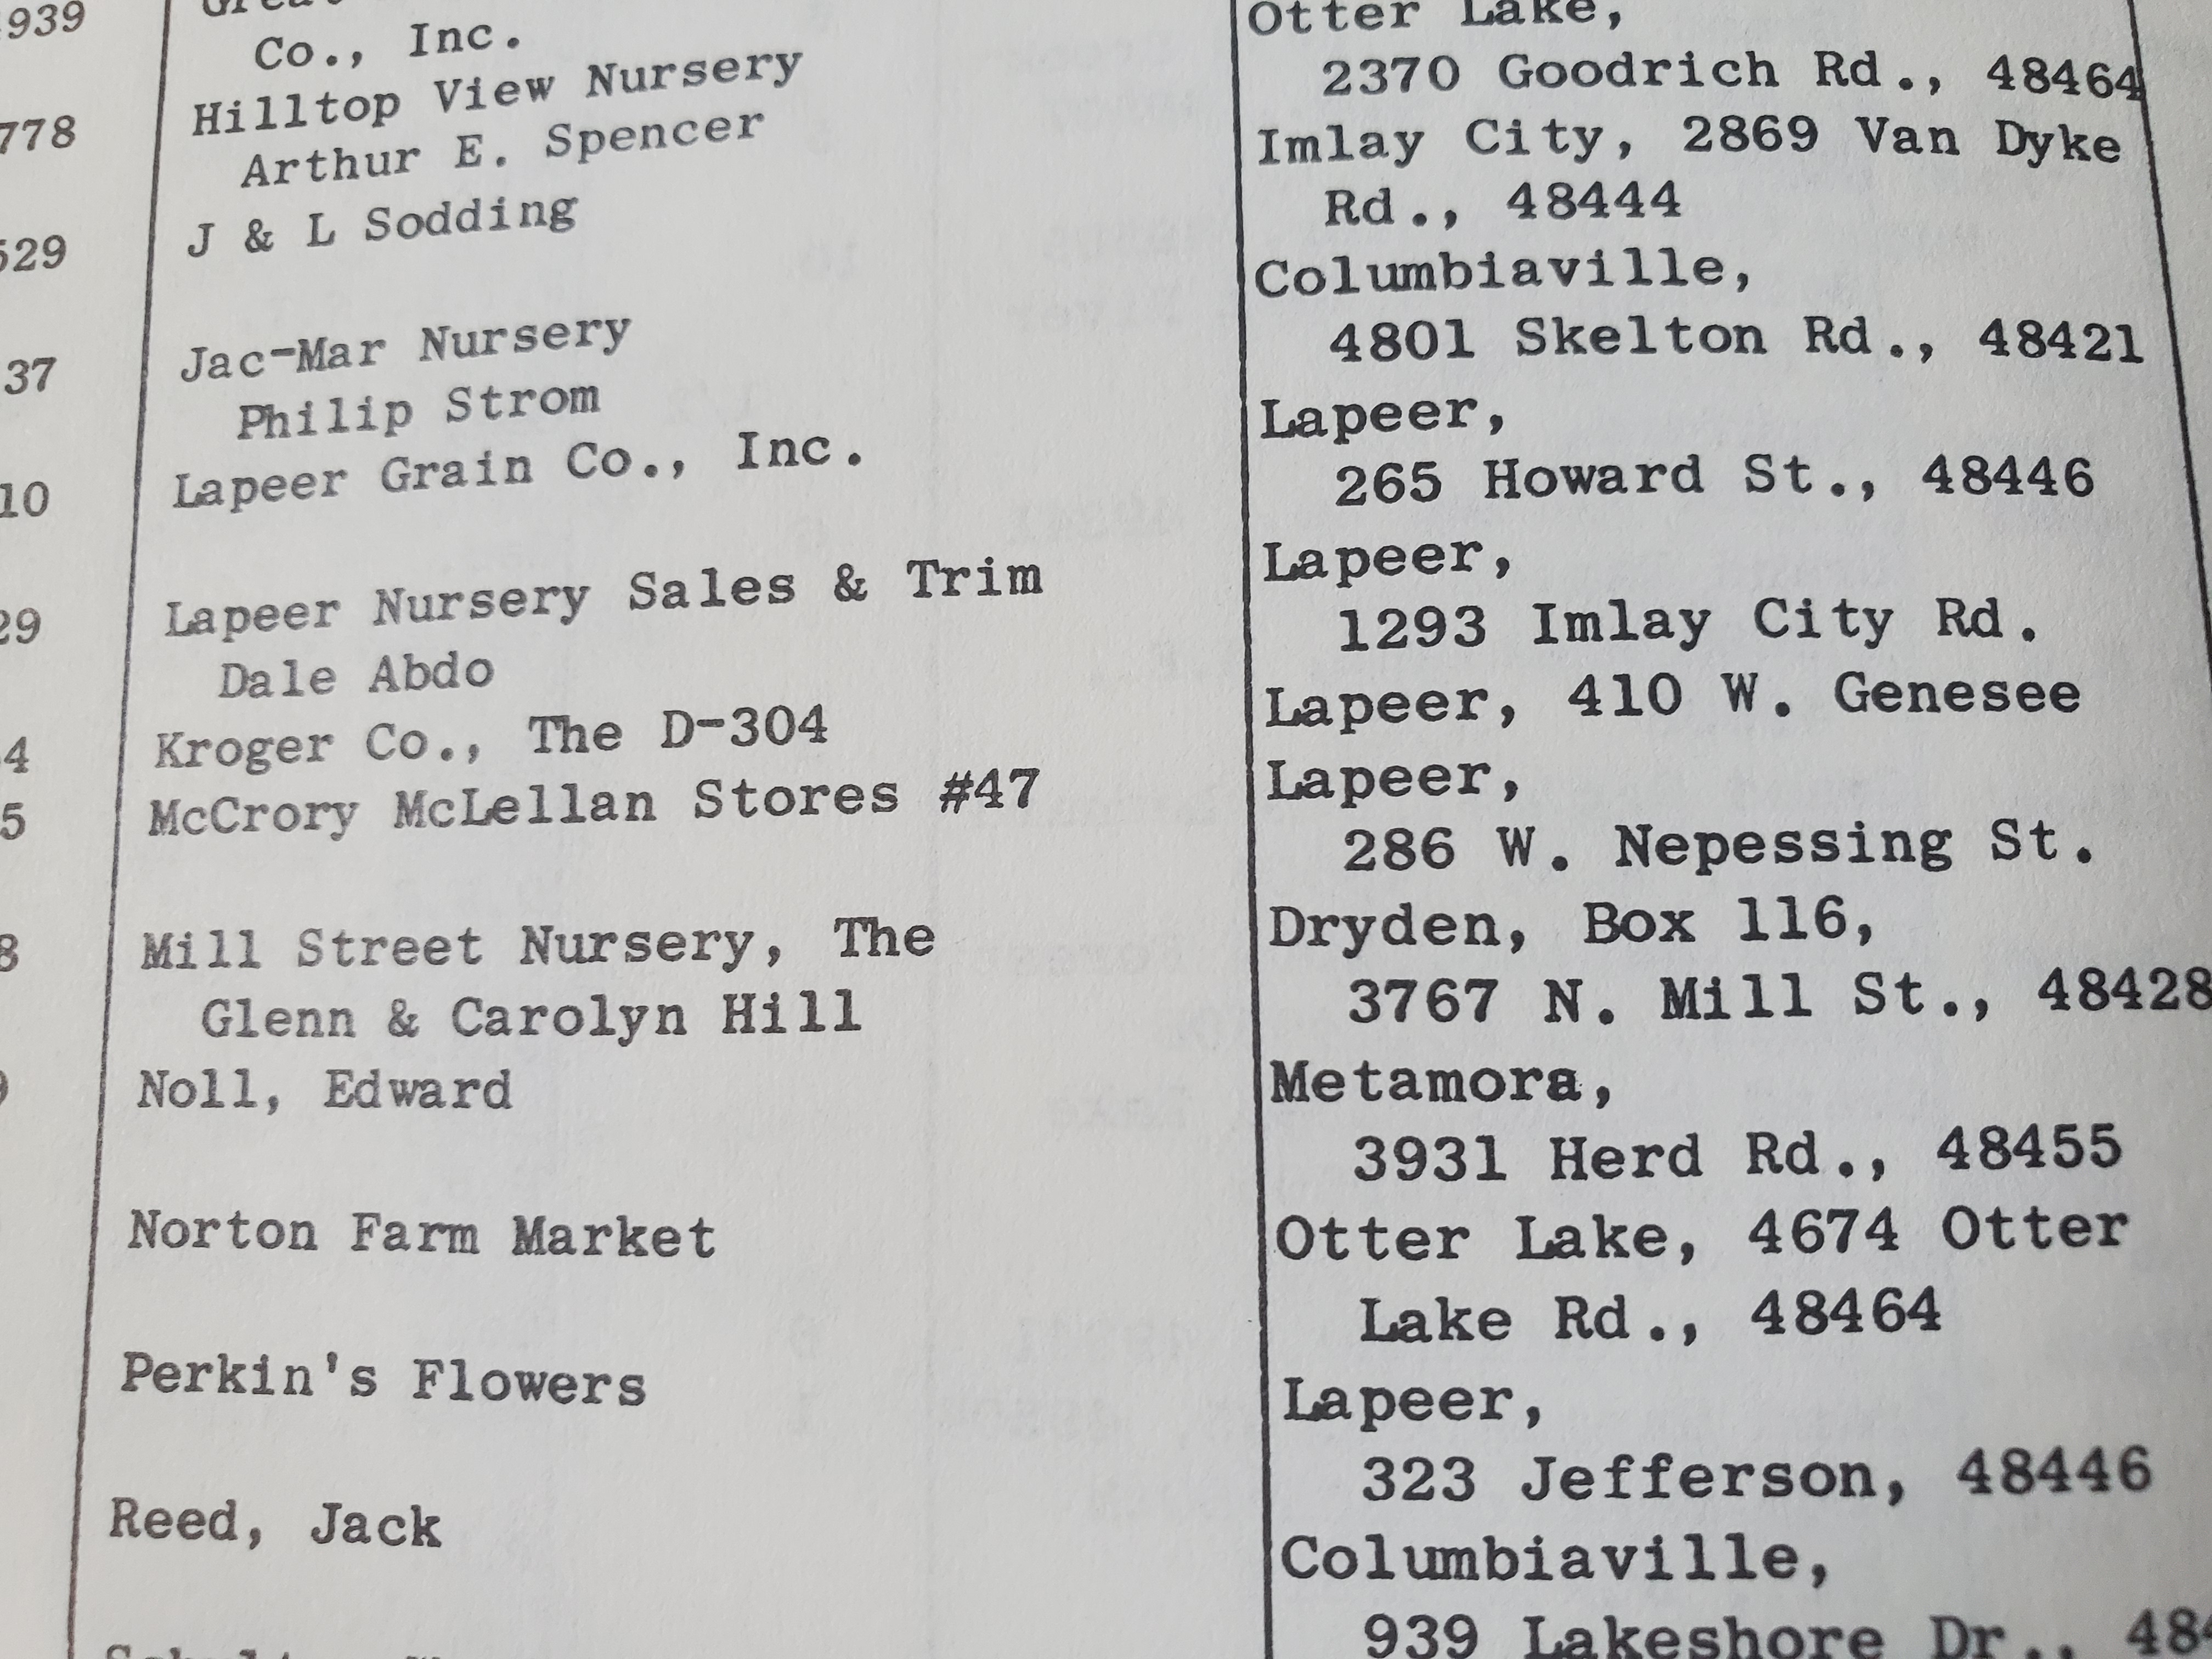 939
Co., Inc.
Otter Lake,
2370 Goodrich Rd., 48464
778 Hilltop View Nursery
Arthur E. Spencer
Imlay City, 2869 Van Dyke
Rd., 48444
529 J & L Sodding
Columbiaville,
4801 Skelton Rd., 48421
37 Jac-Mar Nursery
Philip Strom
Lapeer,
265 Howard St., 48446
10 Lapeer Grain Co., Inc.
Lapeer,
1293 Imlay City Rd.
29 Lapeer Nursery Sales & Trim
Dale Abdo
Lapeer, 410 W. Genesee
4 Kroger Co., The D-304
Lapeer,
286 W. Nepessing St.
5 McCrory McLellan Stores #47
8 Mill Street Nursery, The
Glenn & Carolyn Hill
Dryden, Box 116,
3767 N. Mill St., 48428
Noll, Edward
Metamora,
3931 Herd Rd., 48455
Norton Farm Market
Otter Lake, 4674 Otter
Lake Rd., 48464
Perkin's Flowers
Lapeer,
323 Jefferson, 48446
Reed, Jack
Columbiaville,
939 Lakeshore Dr.,